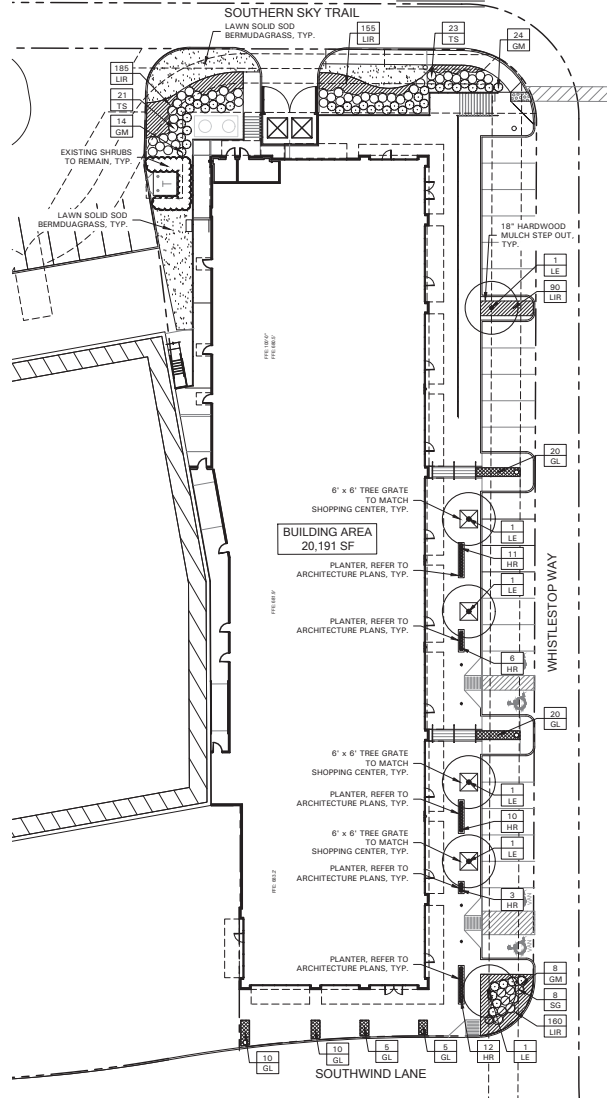 SOUTHERN SKY TRAIL
LAWN SOLID SOD
BERMUDAGRASS, TYP.
155
LIR
23
TS
24
GM
185
LIR
21
TS
14
GM
EXISTING SHRUBS
TO REMAIN, TYP.
T
LAWN SOLID SOD
BERMDUAGRASS, TYP.
18" HARDWOOD
MULCH STEP OUT,
TYP.
1
LE
90
LIR
20
GL
6' x 6' TREE GRATE
TO MATCH
SHOPPING CENTER, TYP.
BUILDING AREA
20,191 SF
1
LE
11
HR
PLANTER, REFER TO
ARCHITECTURE PLANS, TYP.
1
LE
PLANTER, REFER TO
ARCHITECTURE PLANS, TYP.
WHISTLESTOP WAY
6
HR
20
GL
6' x 6' TREE GRATE
TO MATCH
SHOPPING CENTER, TYP.
1
LE
PLANTER, REFER TO
ARCHITECTURE PLANS, TYP.
10
HR
6' x 6' TREE GRATE
TO MATCH
SHOPPING CENTER, TYP.
1
LE
PLANTER, REFER TO
ARCHITECTURE PLANS, TYP.
3
HR
VAN
VAN
PLANTER, REFER TO
ARCHITECTURE PLANS, TYP.
8
GM
8
SG
160
LIR
10
GL
10
GL
5
GL
5
GL
12
HR
1
LE
SOUTHWIND LANE